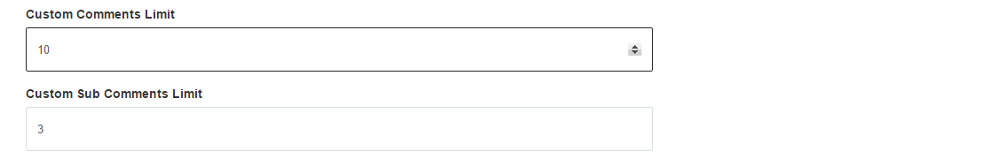 Custom Comments Limit
10
Custom Sub Comments Limit
3